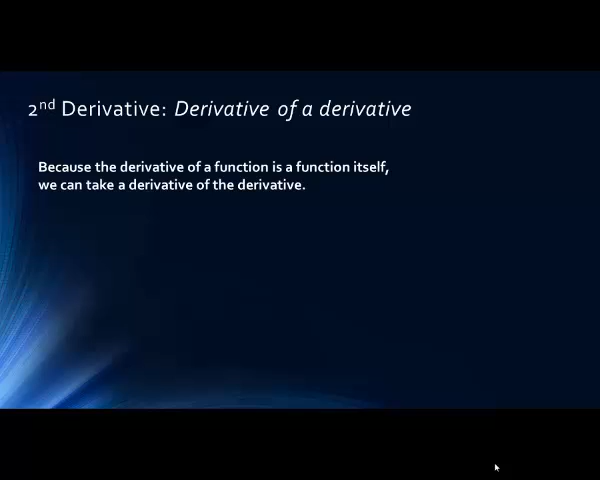 2nd Derivative: Derivative of a derivative
Because the derivative of a function is a function itself,
we can take a derivative of the derivative.